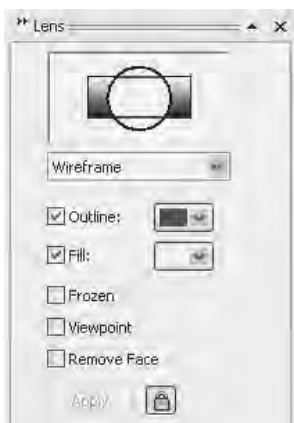 Lens
Wireframe
Outline:
Fill:
Frozen
Viewpoint
Remove Face
Apply